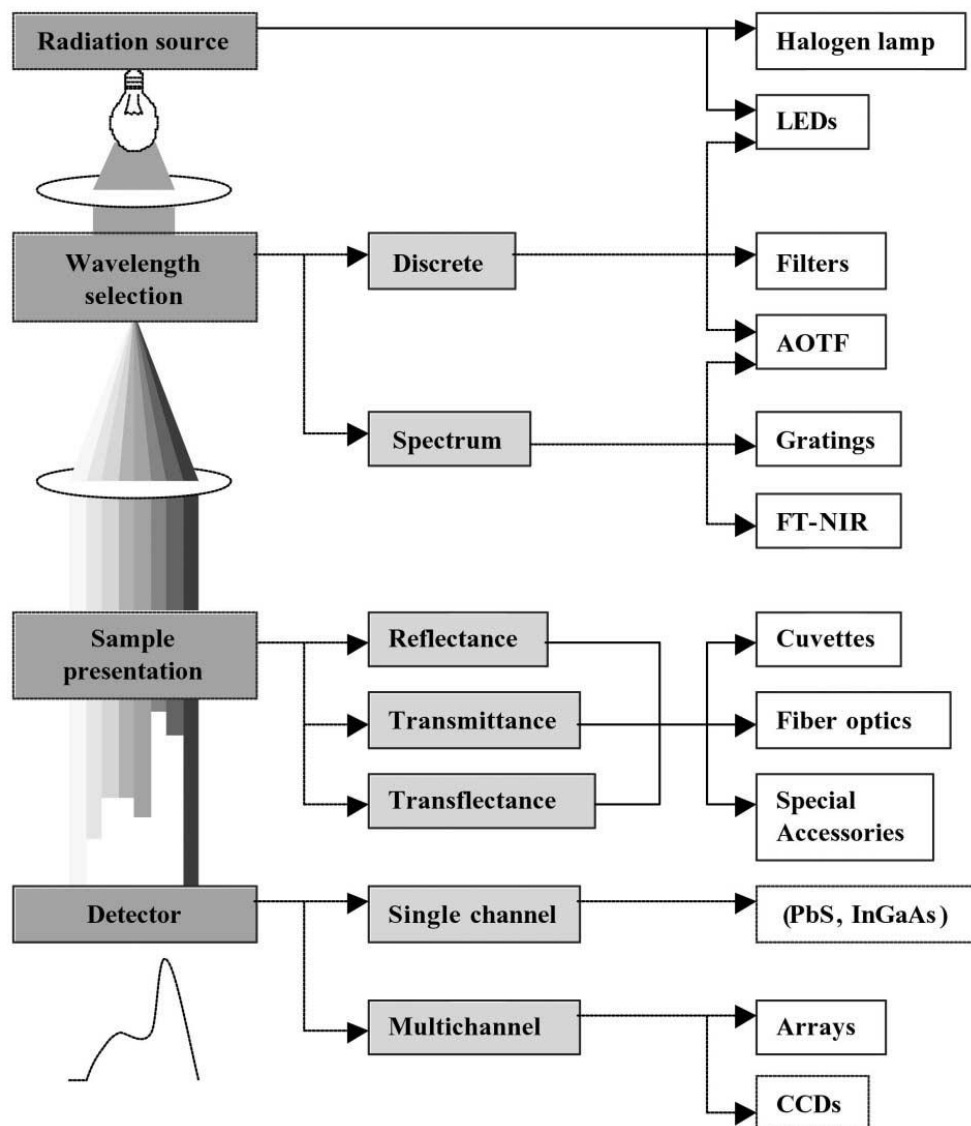 Radiation source
Halogen lamp
LEDs
Wavelength
selection
Discrete
Filters
AOTF
Spectrum
Gratings
FT-NIR
Sample
presentation
Reflectance
Cuvettes
Transmittance
Fiber optics
Transflectance
Special
Accessories
Detector
Single channel
(PbS, InGaAs)
Multichannel
Arrays
CCDs